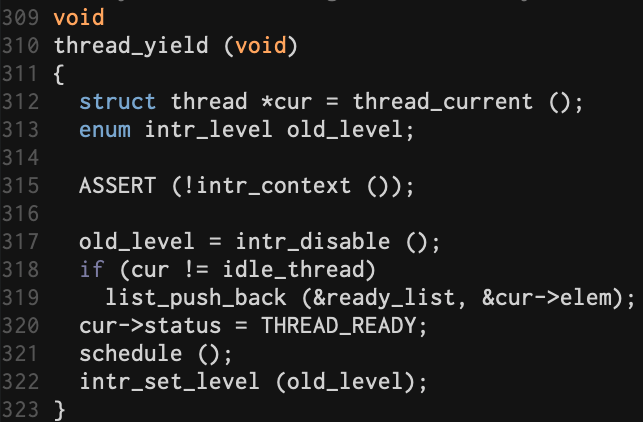 309 void
310 thread_yield (void)
311 {
312   struct thread *cur = thread_current ();
313   enum intr_level old_level;
314
315   ASSERT (!intr_context ());
316
317   old_level = intr_disable ();
318   if (cur != idle_thread)
319     list_push_back (&ready_list, &cur->elem);
320   cur->status = THREAD_READY;
321   schedule ();
322   intr_set_level (old_level);
323 }